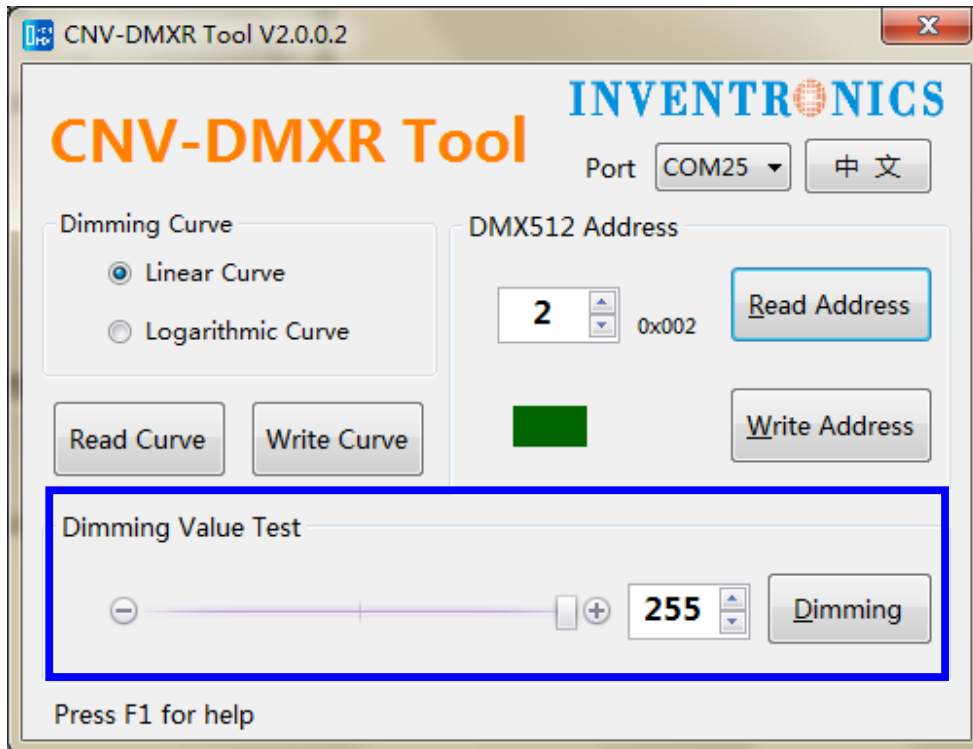 CNV-DMXR Tool V2.0.0.2
INVENTRONICS
CNV-DMXR Tool
Port COM25 中 文
Dimming Curve
Linear Curve
Logarithmic Curve
Read Curve Write Curve
DMX512 Address
2 0x002 Read Address
Write Address
Dimming Value Test
255 Dimming
Press F1 for help